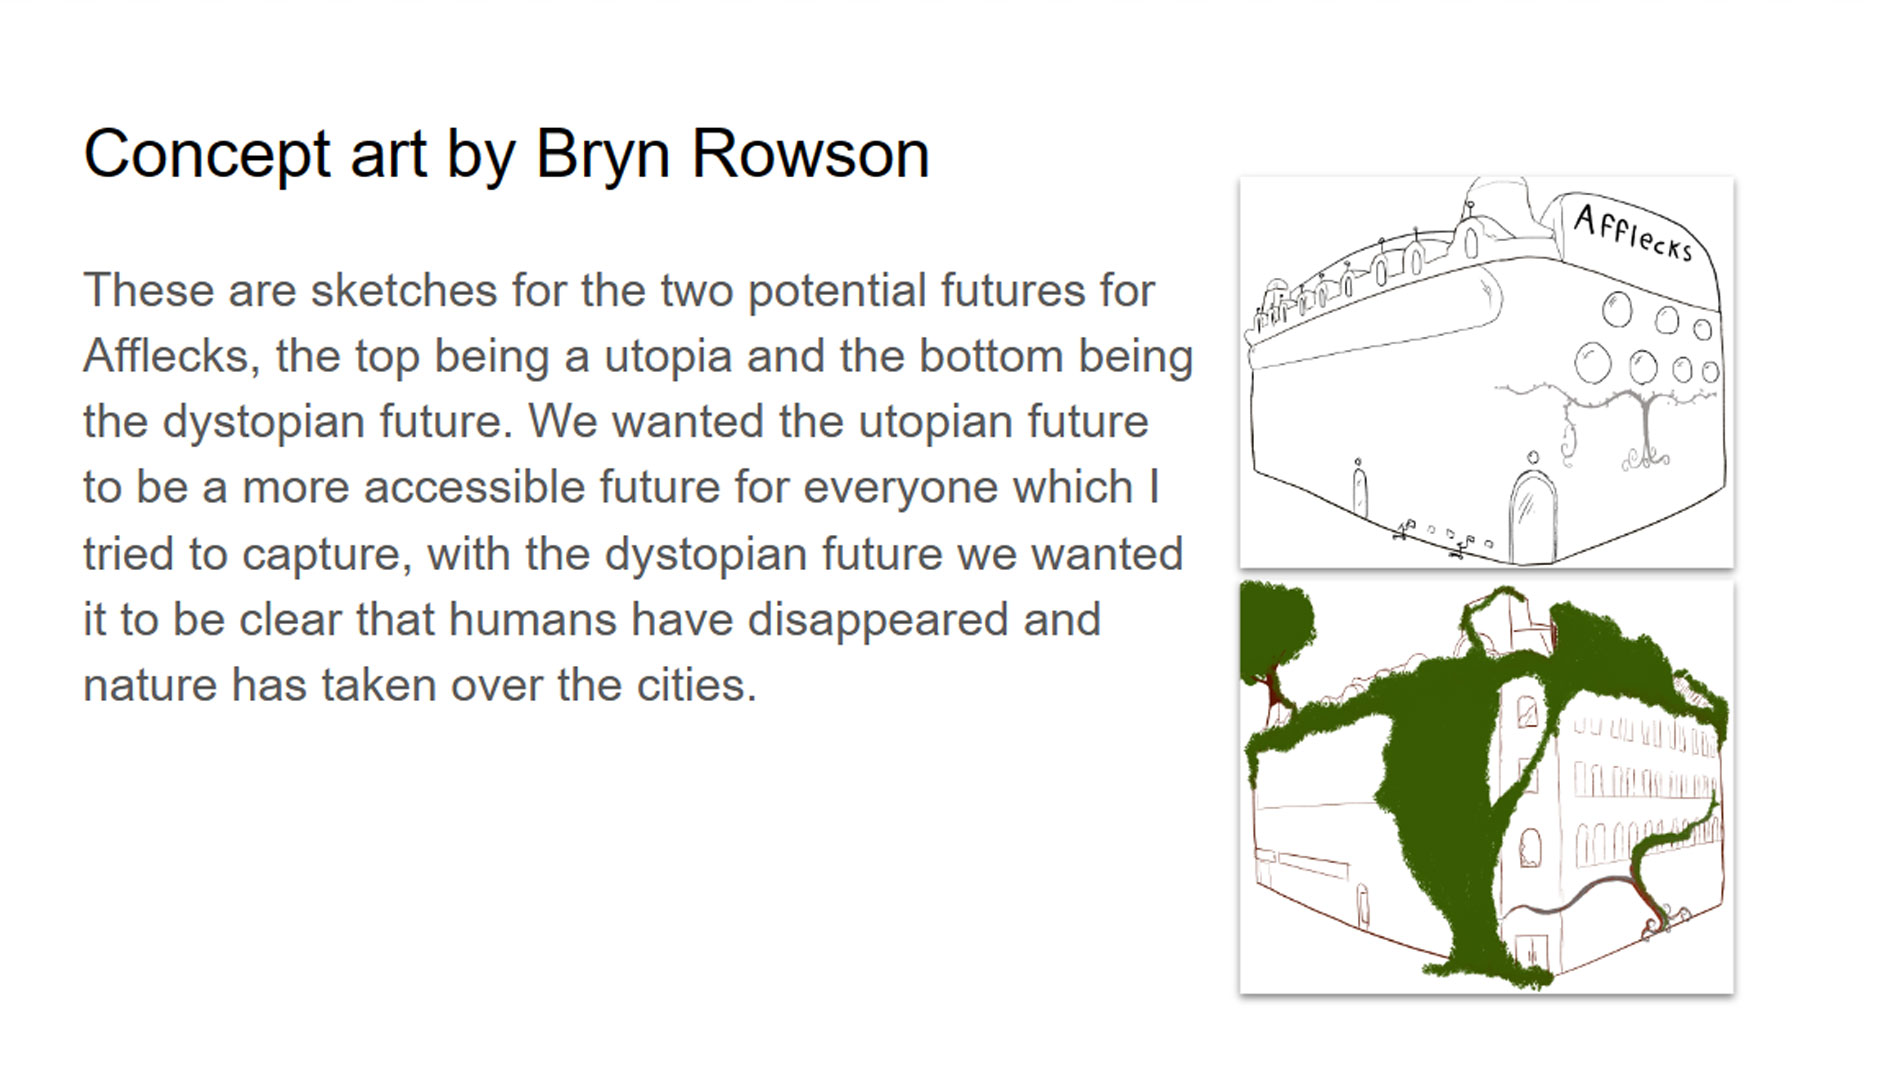 Concept art by Bryn Rowson
These are sketches for the two potential futures for
Afflecks, the top being a utopia and the bottom being
the dystopian future. We wanted the utopian future
to be a more accessible future for everyone which I
tried to capture, with the dystopian future we wanted
it to be clear that humans have disappeared and
nature has taken over the cities.
Afflecks